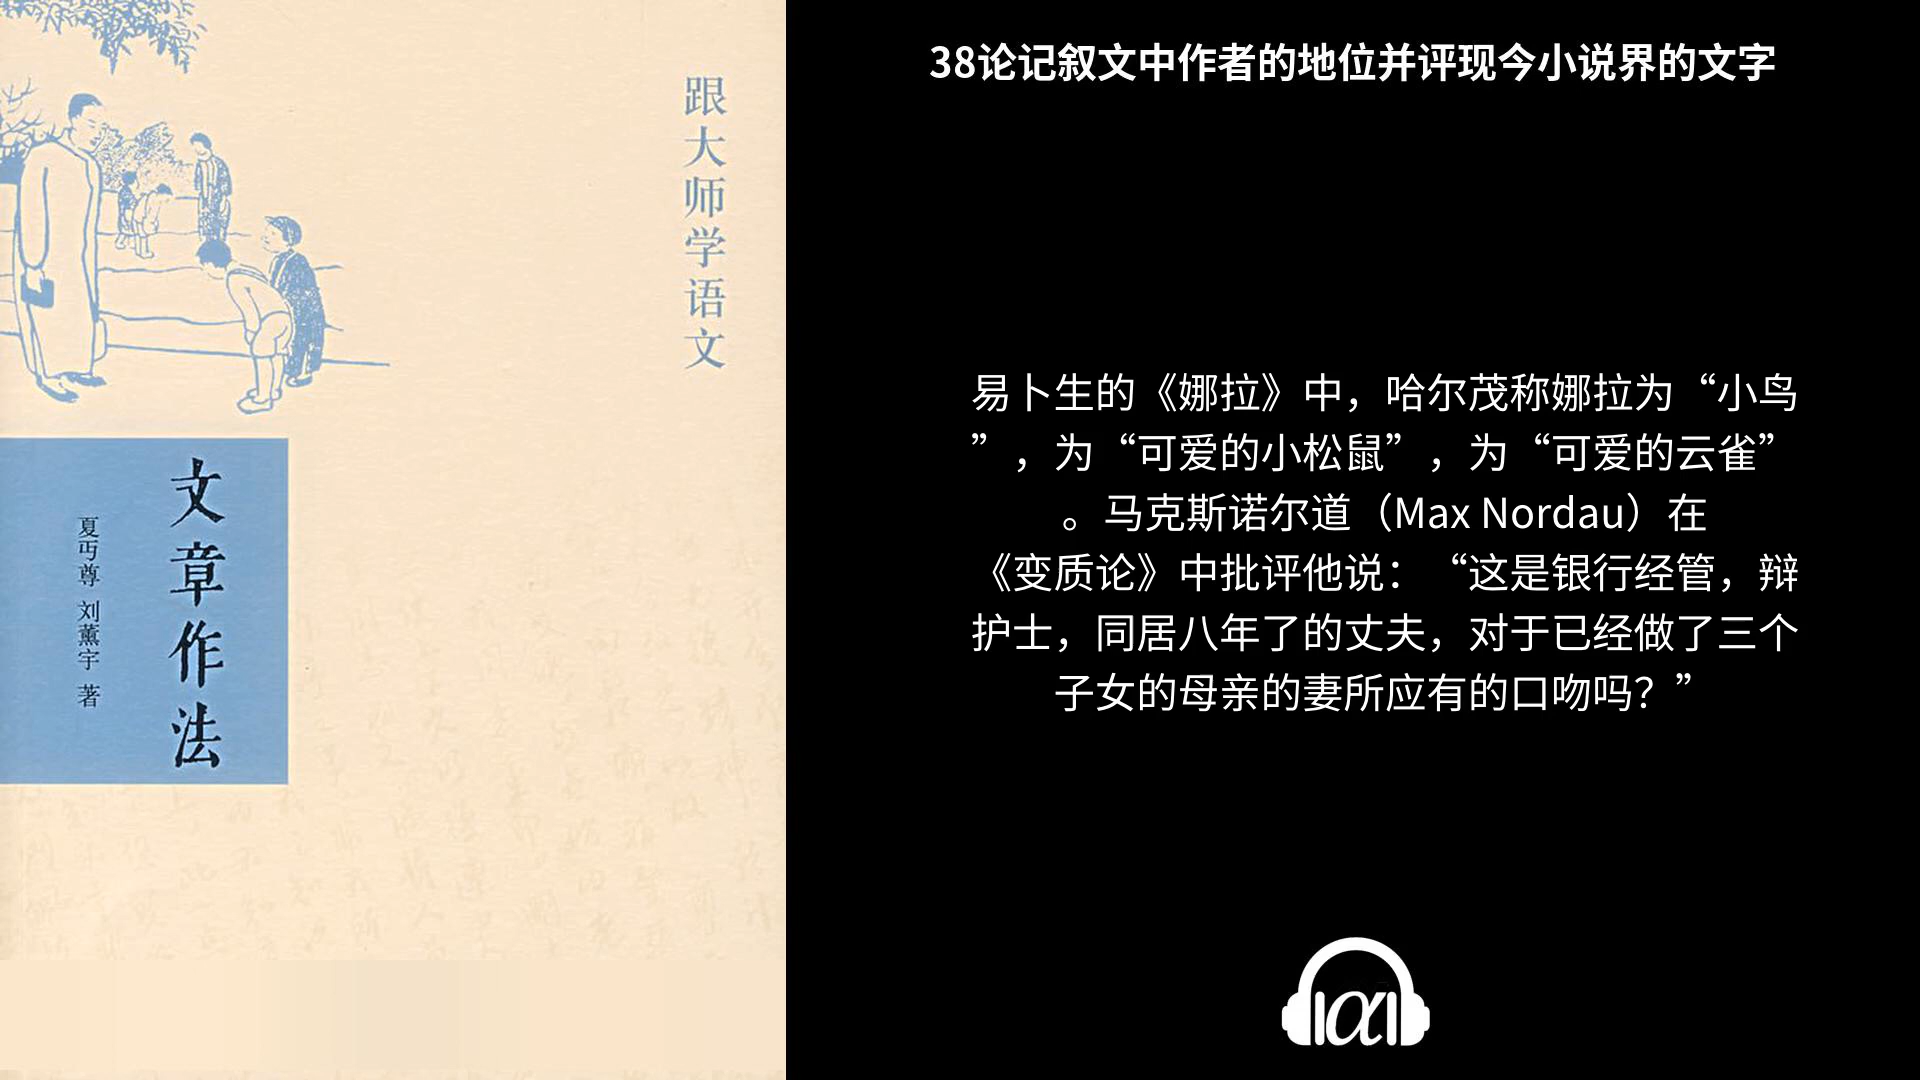 跟大师学语文
文章作法
夏丏尊 刘薰宇 著
38论记叙文中作者的地位并评现今小说界的文字
易卜生的《娜拉》中，哈尔茂称娜拉为“小鸟
”，为“可爱的小松鼠”，为“可爱的云雀”
。马克斯诺尔道（Max Nordau）在
《变质论》中批评他说：“这是银行经管，辩
护士，同居八年了的丈夫，对于已经做了三个
子女的母亲的妻所应有的口吻吗？”